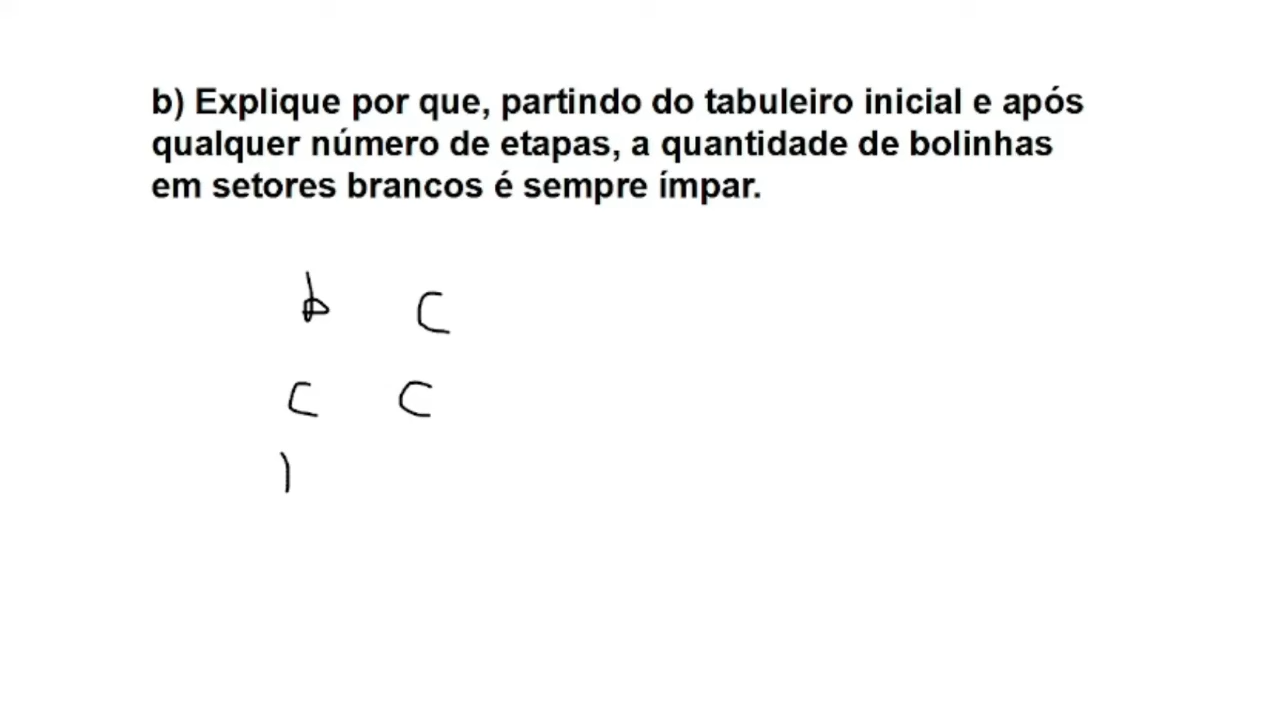 b) Explique por que, partindo do tabuleiro inicial e após
qualquer número de etapas, a quantidade de bolinhas
em setores brancos é sempre ímpar.
b C
C C